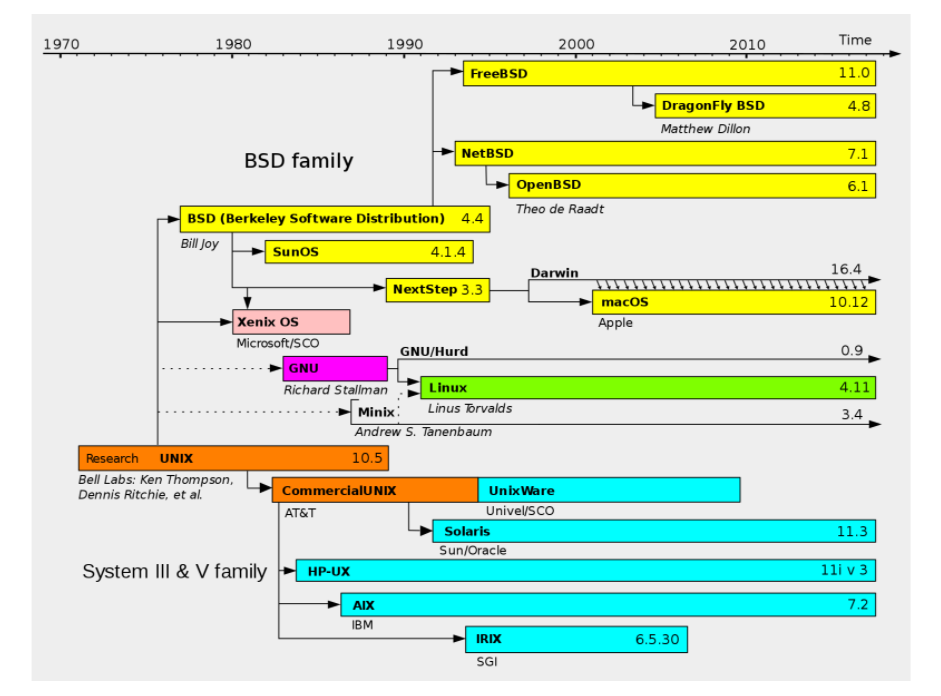 1970 1980 1990 2000 2010 Time
FreeBSD 11.0
DragonFly BSD 4.8
Matthew Dillon
BSD family
NetBSD 7.1
OpenBSD 6.1
Theo de Raadt
BSD (Berkeley Software Distribution) 4.4
Bill Joy
SunOS 4.1.4
Darwin 16.4
NextStep 3.3
macOS 10.12
Apple
Xenix OS
Microsoft/SCO
GNU/Hurd 0.9
GNU
Richard Stallman
Linux 4.11
Linus Torvalds
Minix 3.4
Andrew S. Tanenbaum
Research UNIX 10.5
Bell Labs: Ken Thompson,
Dennis Ritchie, et al.
CommercialUNIX UnixWare
AT&T Univel/SCO
Solaris 11.3
Sun/Oracle
System III & V family
HP-UX 11i v 3
AIX 7.2
IBM
IRIX 6.5.30
SGI